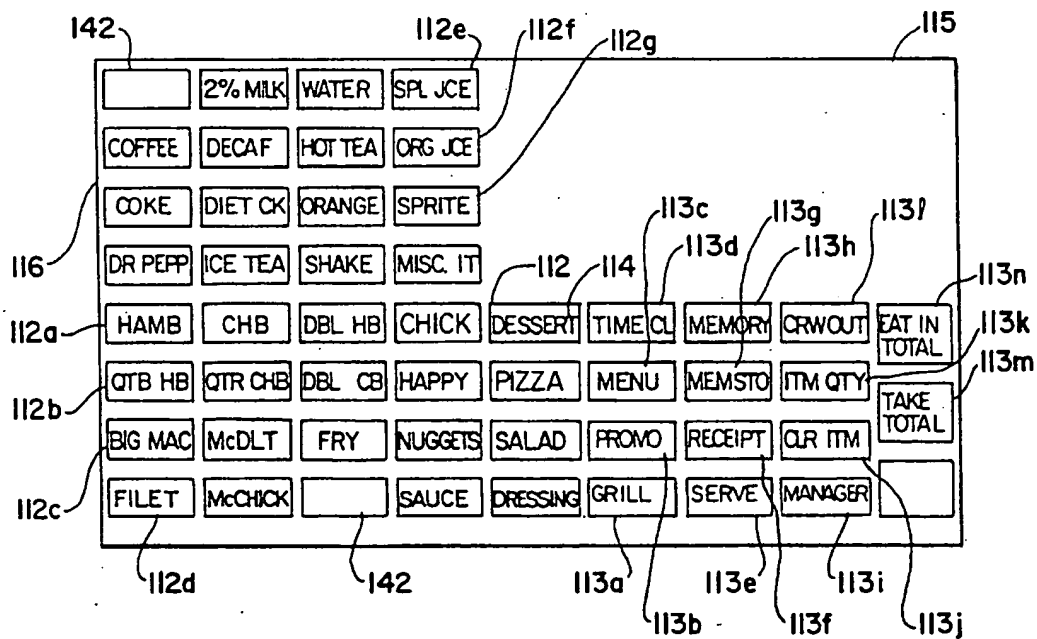 142
112e
112f
112g
115
2% MILK WATER SPL JCE
COFFEE DECAF HOT TEA ORG JCE
COKE DIET CK ORANGE SPRITE
113c
113g
113l
113d
113h
116
DR PEPP ICE TEA SHAKE MISC. IT
112
114
113n
112a
HAMB CHB DBL HB CHICK DESSERT TIME CL MEMORY CRWOUT EAT IN
TOTAL
113k
113m
112b
QTB HB QTR CHB DBL CB HAPPY PIZZA MENU MEMSTO ITM QTY
TAKE
TOTAL
BIG MAC McDLT FRY NUGGETS SALAD PROMO RECEIPT CLR ITM
112c
FILET McCHICK SAUCE DRESSING GRILL SERVE MANAGER
112d
142
113a
113e
113i
113b
113f
113j